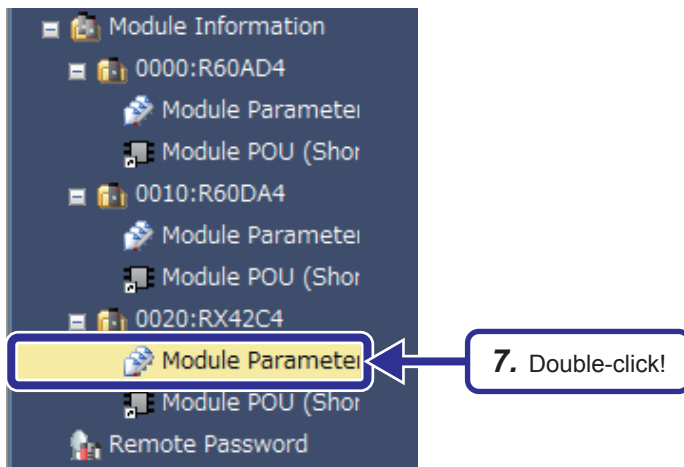 Module Information
0000:R60AD4
Module Parameter
Module POU (Shor
0010:R60DA4
Module Parameter
Module POU (Shor
0020:RX42C4
Module Parameter
7. Double-click!
Module POU (Shor
Remote Password